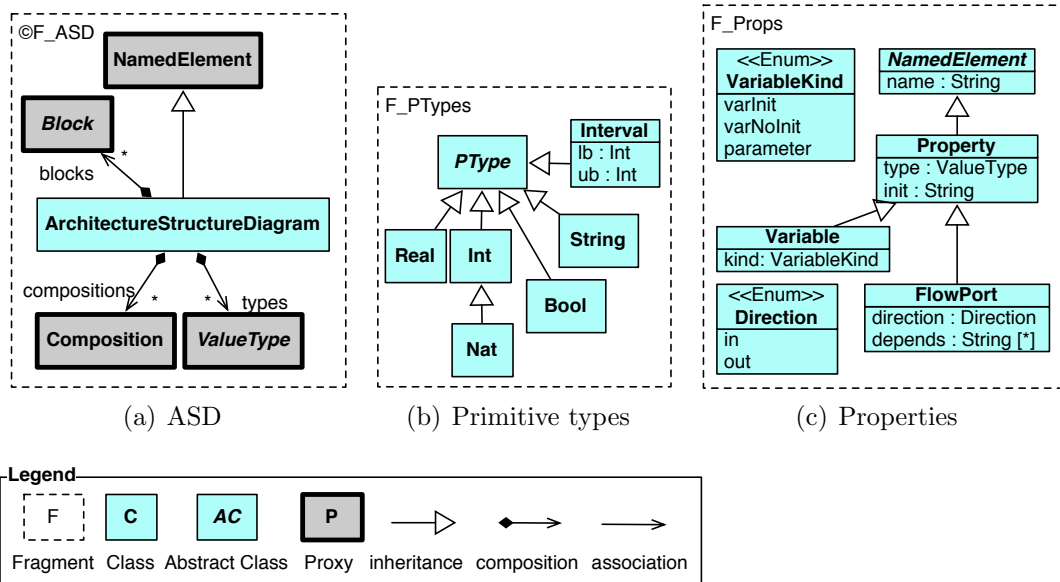 ©F_ASD
NamedElement
Block
*
blocks
ArchitectureStructureDiagram
compositions
*
*
types
Composition
ValueType
(a) ASD
F_PTypes
PType
Interval
lb : Int
ub : Int
Real
Int
String
Bool
Nat
(b) Primitive types
F_Props
<<Enum>>
VariableKind
varInit
varNoInit
parameter
NamedElement
name : String
Property
type : ValueType
init : String
Variable
kind: VariableKind
<<Enum>>
Direction
in
out
FlowPort
direction : Direction
depends : String [*]
(c) Properties
Legend
F
C
AC
P
Fragment
Class
Abstract Class
Proxy
inheritance
composition
association